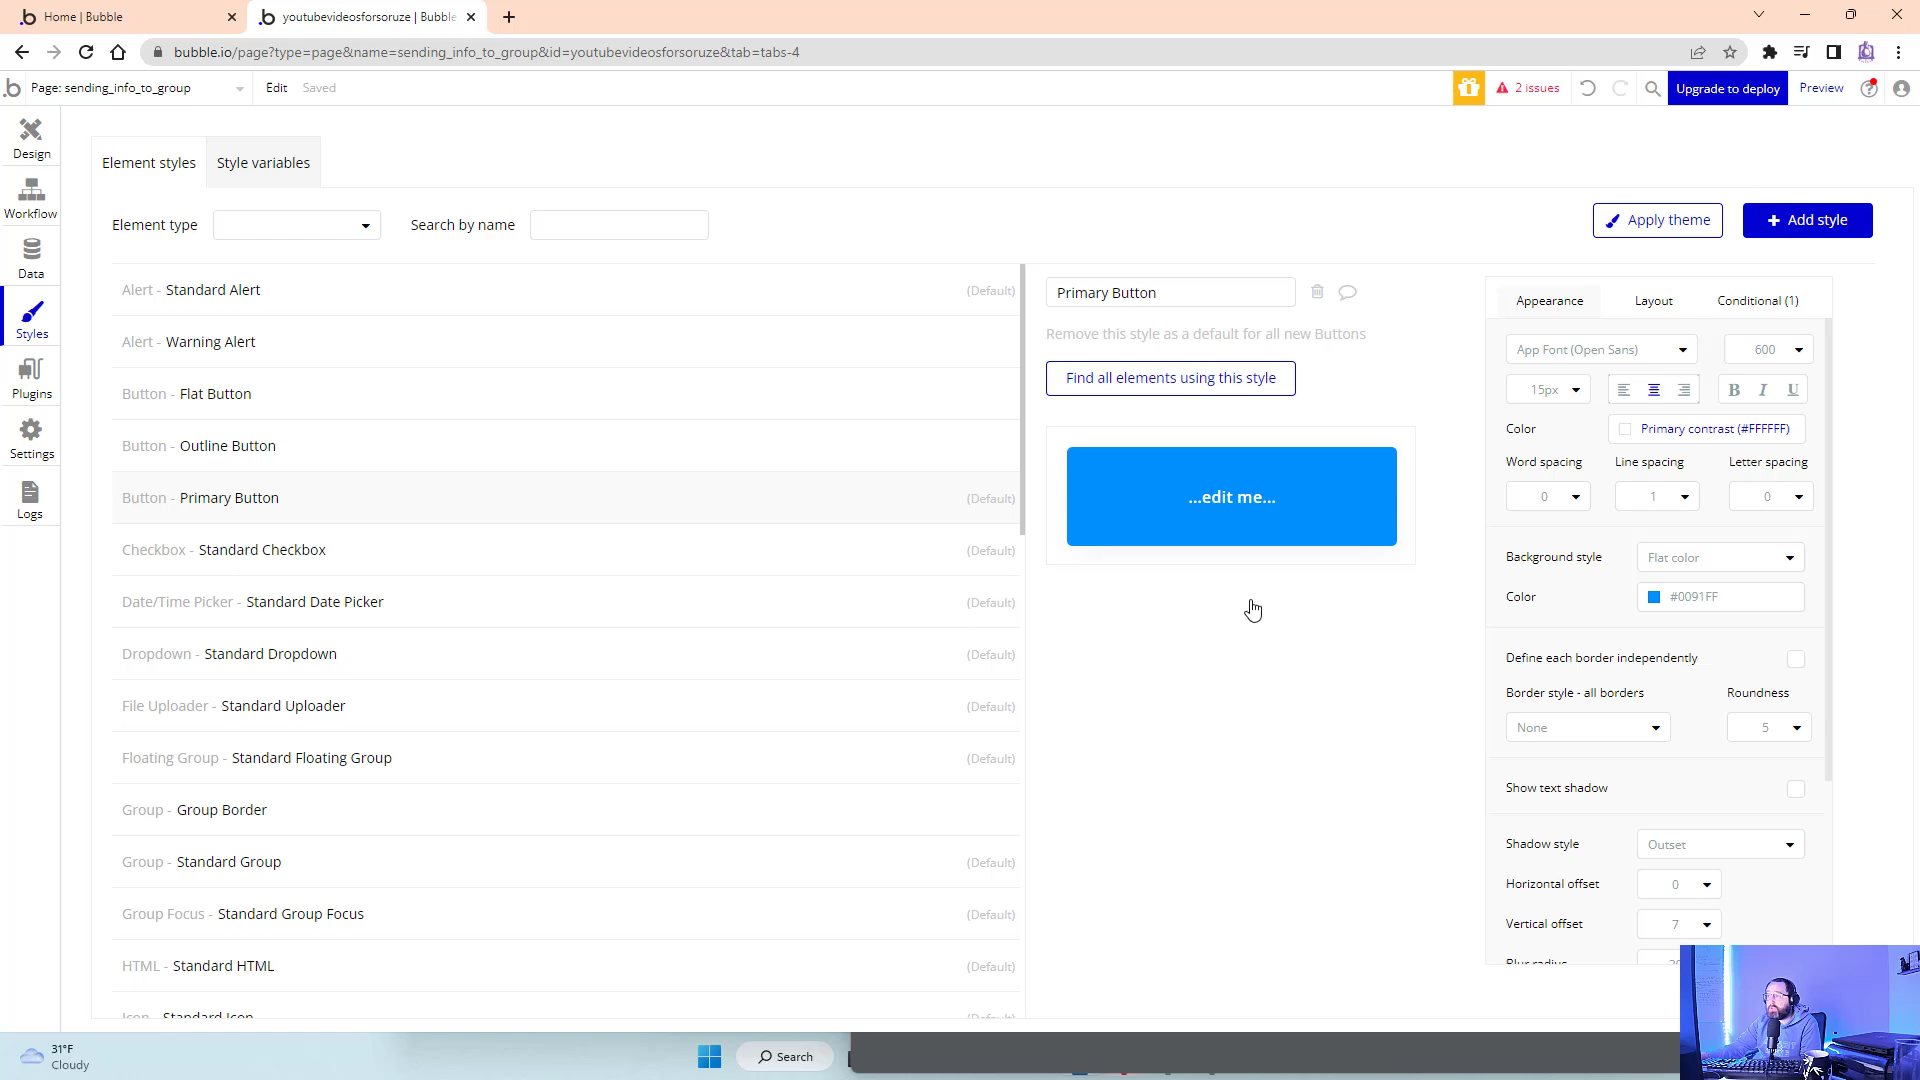 Home | Bubble
youtubevideosforsoruze | Bubble
bubble.io/page?type=page&name=sending_info_to_group&id=youtubevideosforsoruze&tab=tabs-4
Page: sending_info_to_group
Edit
Saved
2 issues
Upgrade to deploy
Preview
Design
Workflow
Data
Styles
Plugins
Settings
Logs
Element styles
Style variables
Element type
Search by name
Apply theme
+ Add style
Alert - Standard Alert (Default)
Alert - Warning Alert
Button - Flat Button
Button - Outline Button
Button - Primary Button (Default)
Checkbox - Standard Checkbox (Default)
Date/Time Picker - Standard Date Picker (Default)
Dropdown - Standard Dropdown (Default)
File Uploader - Standard Uploader (Default)
Floating Group - Standard Floating Group (Default)
Group - Group Border
Group - Standard Group (Default)
Group Focus - Standard Group Focus (Default)
HTML - Standard HTML (Default)
Icon - Standard Icon (Default)
Primary Button
Remove this style as a default for all new Buttons
Find all elements using this style
...edit me...
Appearance
Layout
Conditional (1)
App Font (Open Sans)
600
15px
B I U
Color
Primary contrast (#FFFFFF)
Word spacing
Line spacing
Letter spacing
0
1
0
Background style
Flat color
Color
#0091FF
Define each border independently
Border style - all borders
Roundness
None
5
Show text shadow
Shadow style
Outset
Horizontal offset
0
Vertical offset
7
Blur radius
31°F
Cloudy
Search